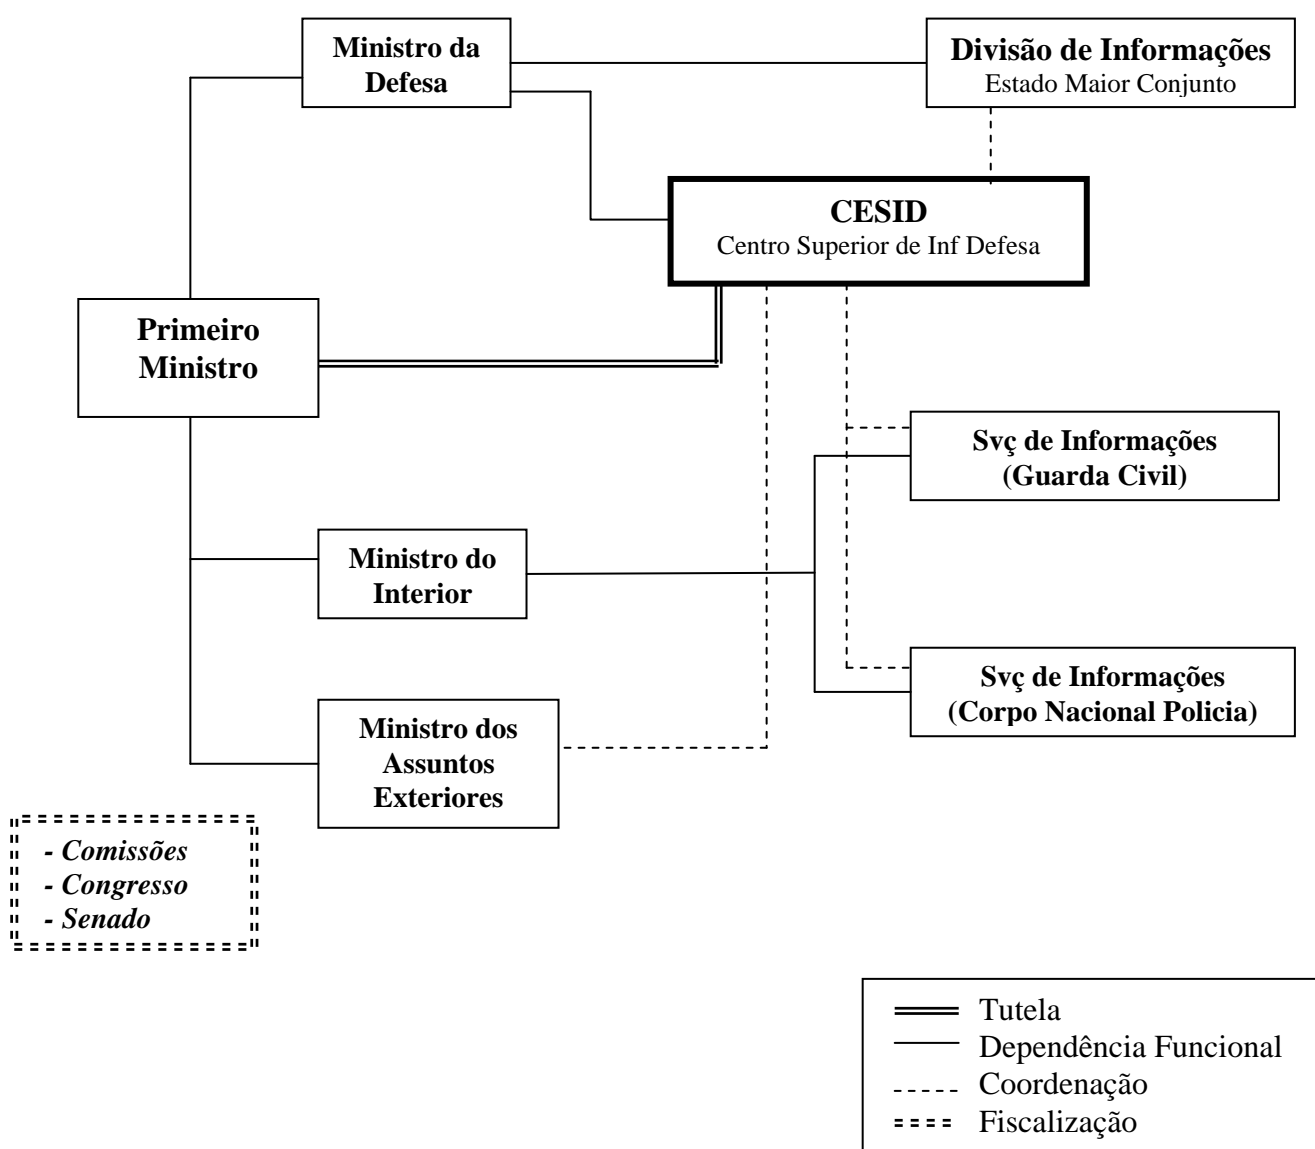 Ministro da
Defesa
Divisão de Informações
Estado Maior Conjunto
CESID
Centro Superior de Inf Defesa
Primeiro
Ministro
Svç de Informações
(Guarda Civil)
Ministro do
Interior
Svç de Informações
(Corpo Nacional Policia)
Ministro dos
Assuntos
Exteriores
- Comissões
- Congresso
- Senado
Tutela
Dependência Funcional
Coordenação
Fiscalização